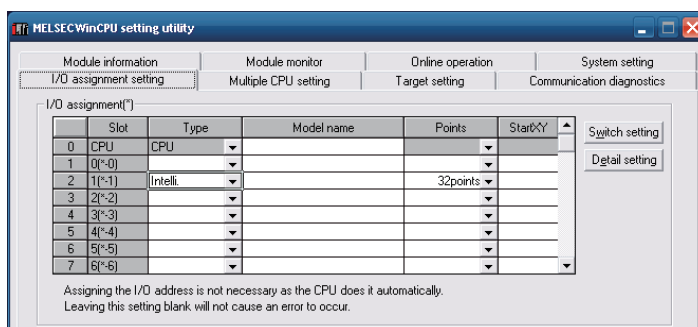 MELSECWinCPU setting utility
Module information Module monitor Online operation System setting
I/O assignment setting Multiple CPU setting Target setting Communication diagnostics
I/O assignment(*)
Slot Type Model name Points StartXY
0 CPU CPU
1 0(*-0)
2 1(*-1) Intelli. 32points
3 2(*-2)
4 3(*-3)
5 4(*-4)
6 5(*-5)
7 6(*-6)
Switch setting
Detail setting
Assigning the I/O address is not necessary as the CPU does it automatically.
Leaving this setting blank will not cause an error to occur.